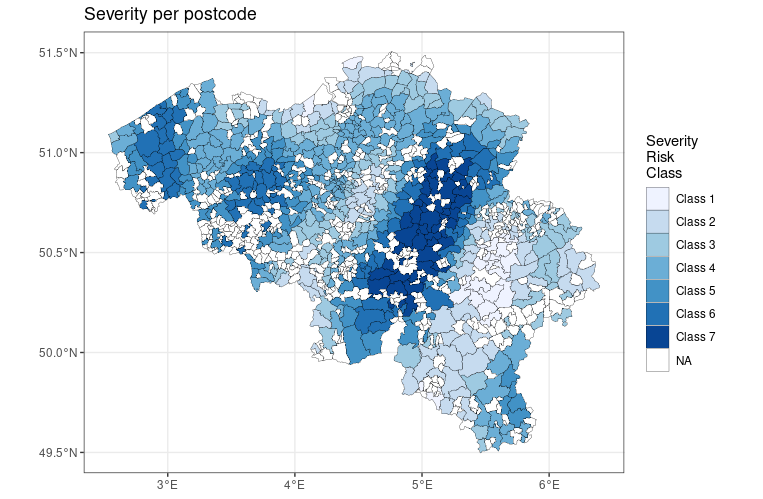 Severity per postcode
51.5°N
51.0°N
50.5°N
50.0°N
49.5°N
3°E
4°E
5°E
6°E
Severity
Risk
Class
Class 1
Class 2
Class 3
Class 4
Class 5
Class 6
Class 7
NA